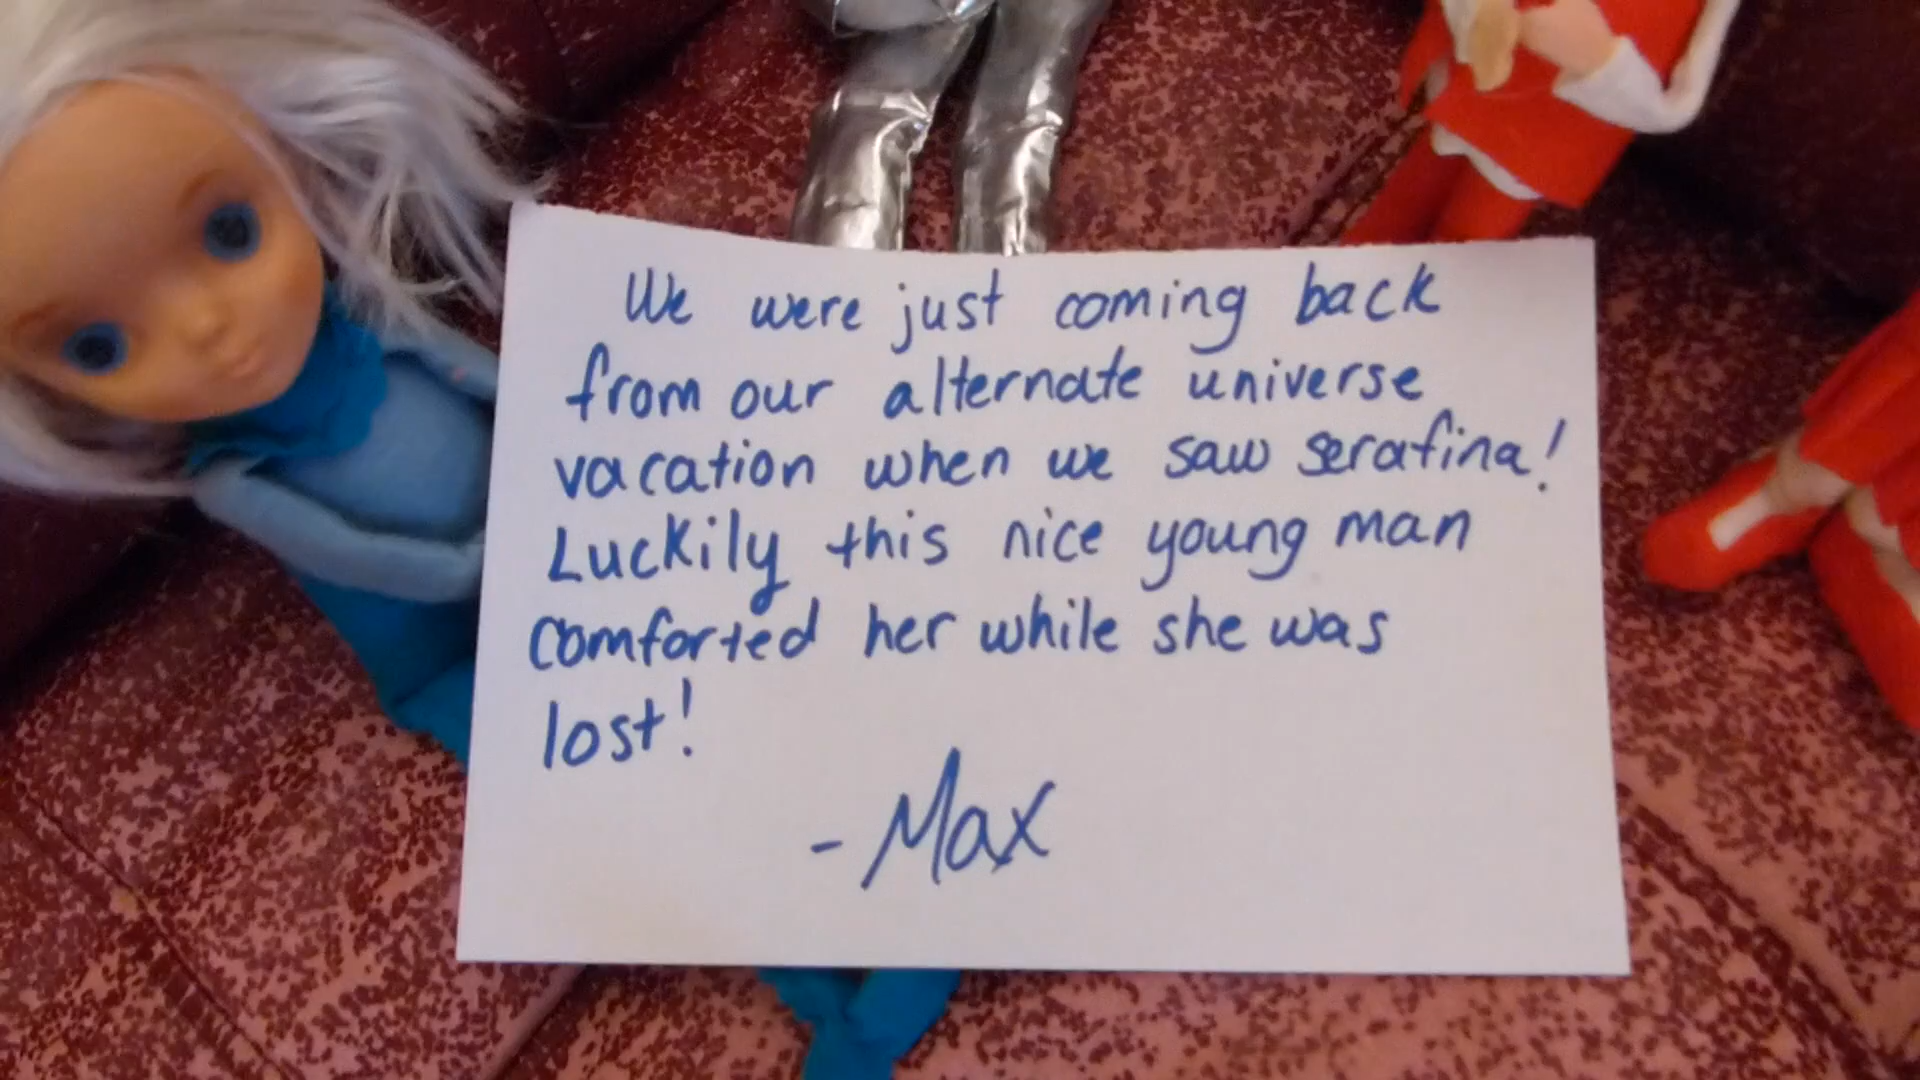 We were just coming back
from our alternate universe
vacation when we saw serafina!
Luckily this nice young man
comforted her while she was
lost!
- Max